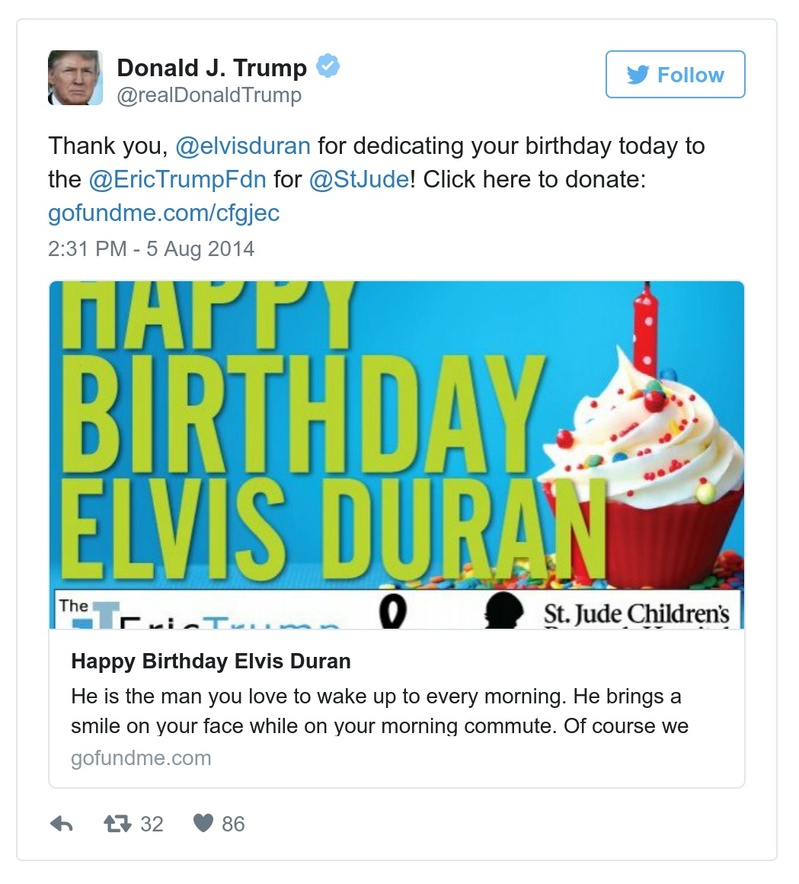 Donald J. Trump
@realDonaldTrump
Follow
Thank you, @elvisduran for dedicating your birthday today to
the @EricTrumpFdn for @StJude! Click here to donate:
gofundme.com/cfgjec
2:31 PM - 5 Aug 2014
HAPPY
BIRTHDAY
ELVIS DURAN
The
Eric Trump
St. Jude Children's
Happy Birthday Elvis Duran
He is the man you love to wake up to every morning. He brings a
smile on your face while on your morning commute. Of course we
gofundme.com
32
86